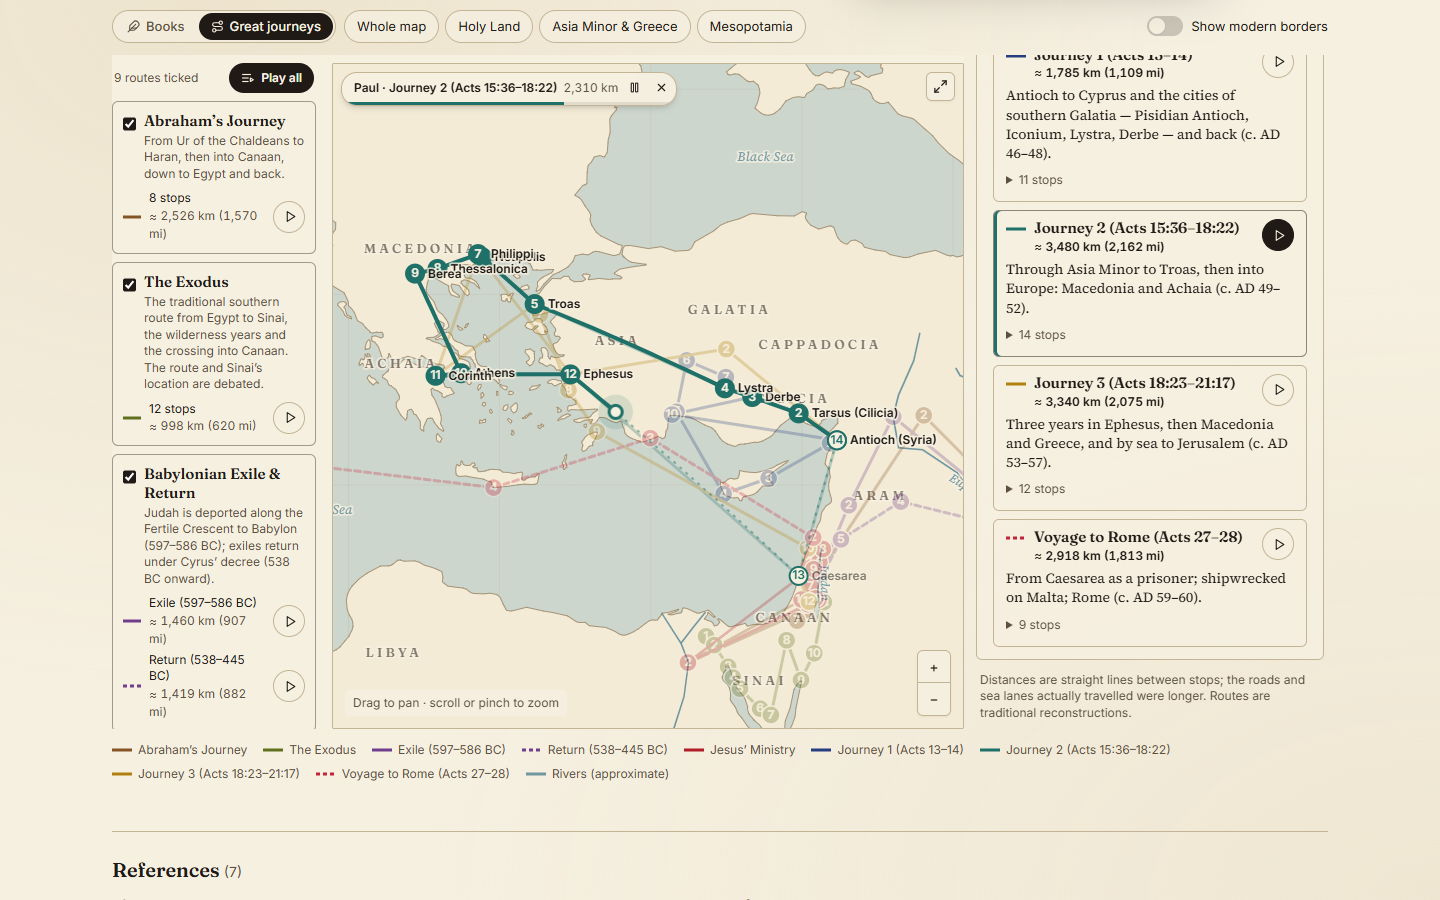 Books
Great journeys
Whole map
Holy Land
Asia Minor & Greece
Mesopotamia
Show modern borders
9 routes ticked
Play all
Abraham’s Journey
From Ur of the Chaldeans to
Haran, then into Canaan,
down to Egypt and back.
8 stops
≈ 2,526 km (1,570
mi)
The Exodus
The traditional southern
route from Egypt to Sinai,
the wilderness years and
the crossing into Canaan.
The route and Sinai’s
location are debated.
12 stops
≈ 998 km (620 mi)
Babylonian Exile &
Return
Judah is deported along the
Fertile Crescent to Babylon
(597–586 BC); exiles return
under Cyrus’ decree (538
BC onward).
Exile (597–586 BC)
≈ 1,460 km (907
mi)
Return (538–445
BC)
≈ 1,419 km (882
mi)
Paul · Journey 2 (Acts 15:36–18:22) 2,310 km
Black Sea
MACEDONIA
7 Philippi
8 Thessalonica
9 Berea
5 Troas
GALATIA
ASIA
CAPPADOCIA
ACHAIA
11 Corinth
Athens
12 Ephesus
4 Lystra
3 Derbe
2 Tarsus (Cilicia)
14 Antioch (Syria)
ARAM
Sea
13 Caesarea
CANAAN
LIBYA
SINAI
Drag to pan · scroll or pinch to zoom
+
−
Journey 1 (Acts 13–14)
≈ 1,785 km (1,109 mi)
Antioch to Cyprus and the cities of
southern Galatia — Pisidian Antioch,
Iconium, Lystra, Derbe — and back (c. AD
46–48).
11 stops
Journey 2 (Acts 15:36–18:22)
≈ 3,480 km (2,162 mi)
Through Asia Minor to Troas, then into
Europe: Macedonia and Achaia (c. AD 49–
52).
14 stops
Journey 3 (Acts 18:23–21:17)
≈ 3,340 km (2,075 mi)
Three years in Ephesus, then Macedonia
and Greece, and by sea to Jerusalem (c. AD
53–57).
12 stops
Voyage to Rome (Acts 27–28)
≈ 2,918 km (1,813 mi)
From Caesarea as a prisoner; shipwrecked
on Malta; Rome (c. AD 59–60).
9 stops
Distances are straight lines between stops; the roads and
sea lanes actually travelled were longer. Routes are
traditional reconstructions.
Abraham’s Journey
The Exodus
Exile (597–586 BC)
Return (538–445 BC)
Jesus’ Ministry
Journey 1 (Acts 13–14)
Journey 2 (Acts 15:36–18:22)
Journey 3 (Acts 18:23–21:17)
Voyage to Rome (Acts 27–28)
Rivers (approximate)
References (7)